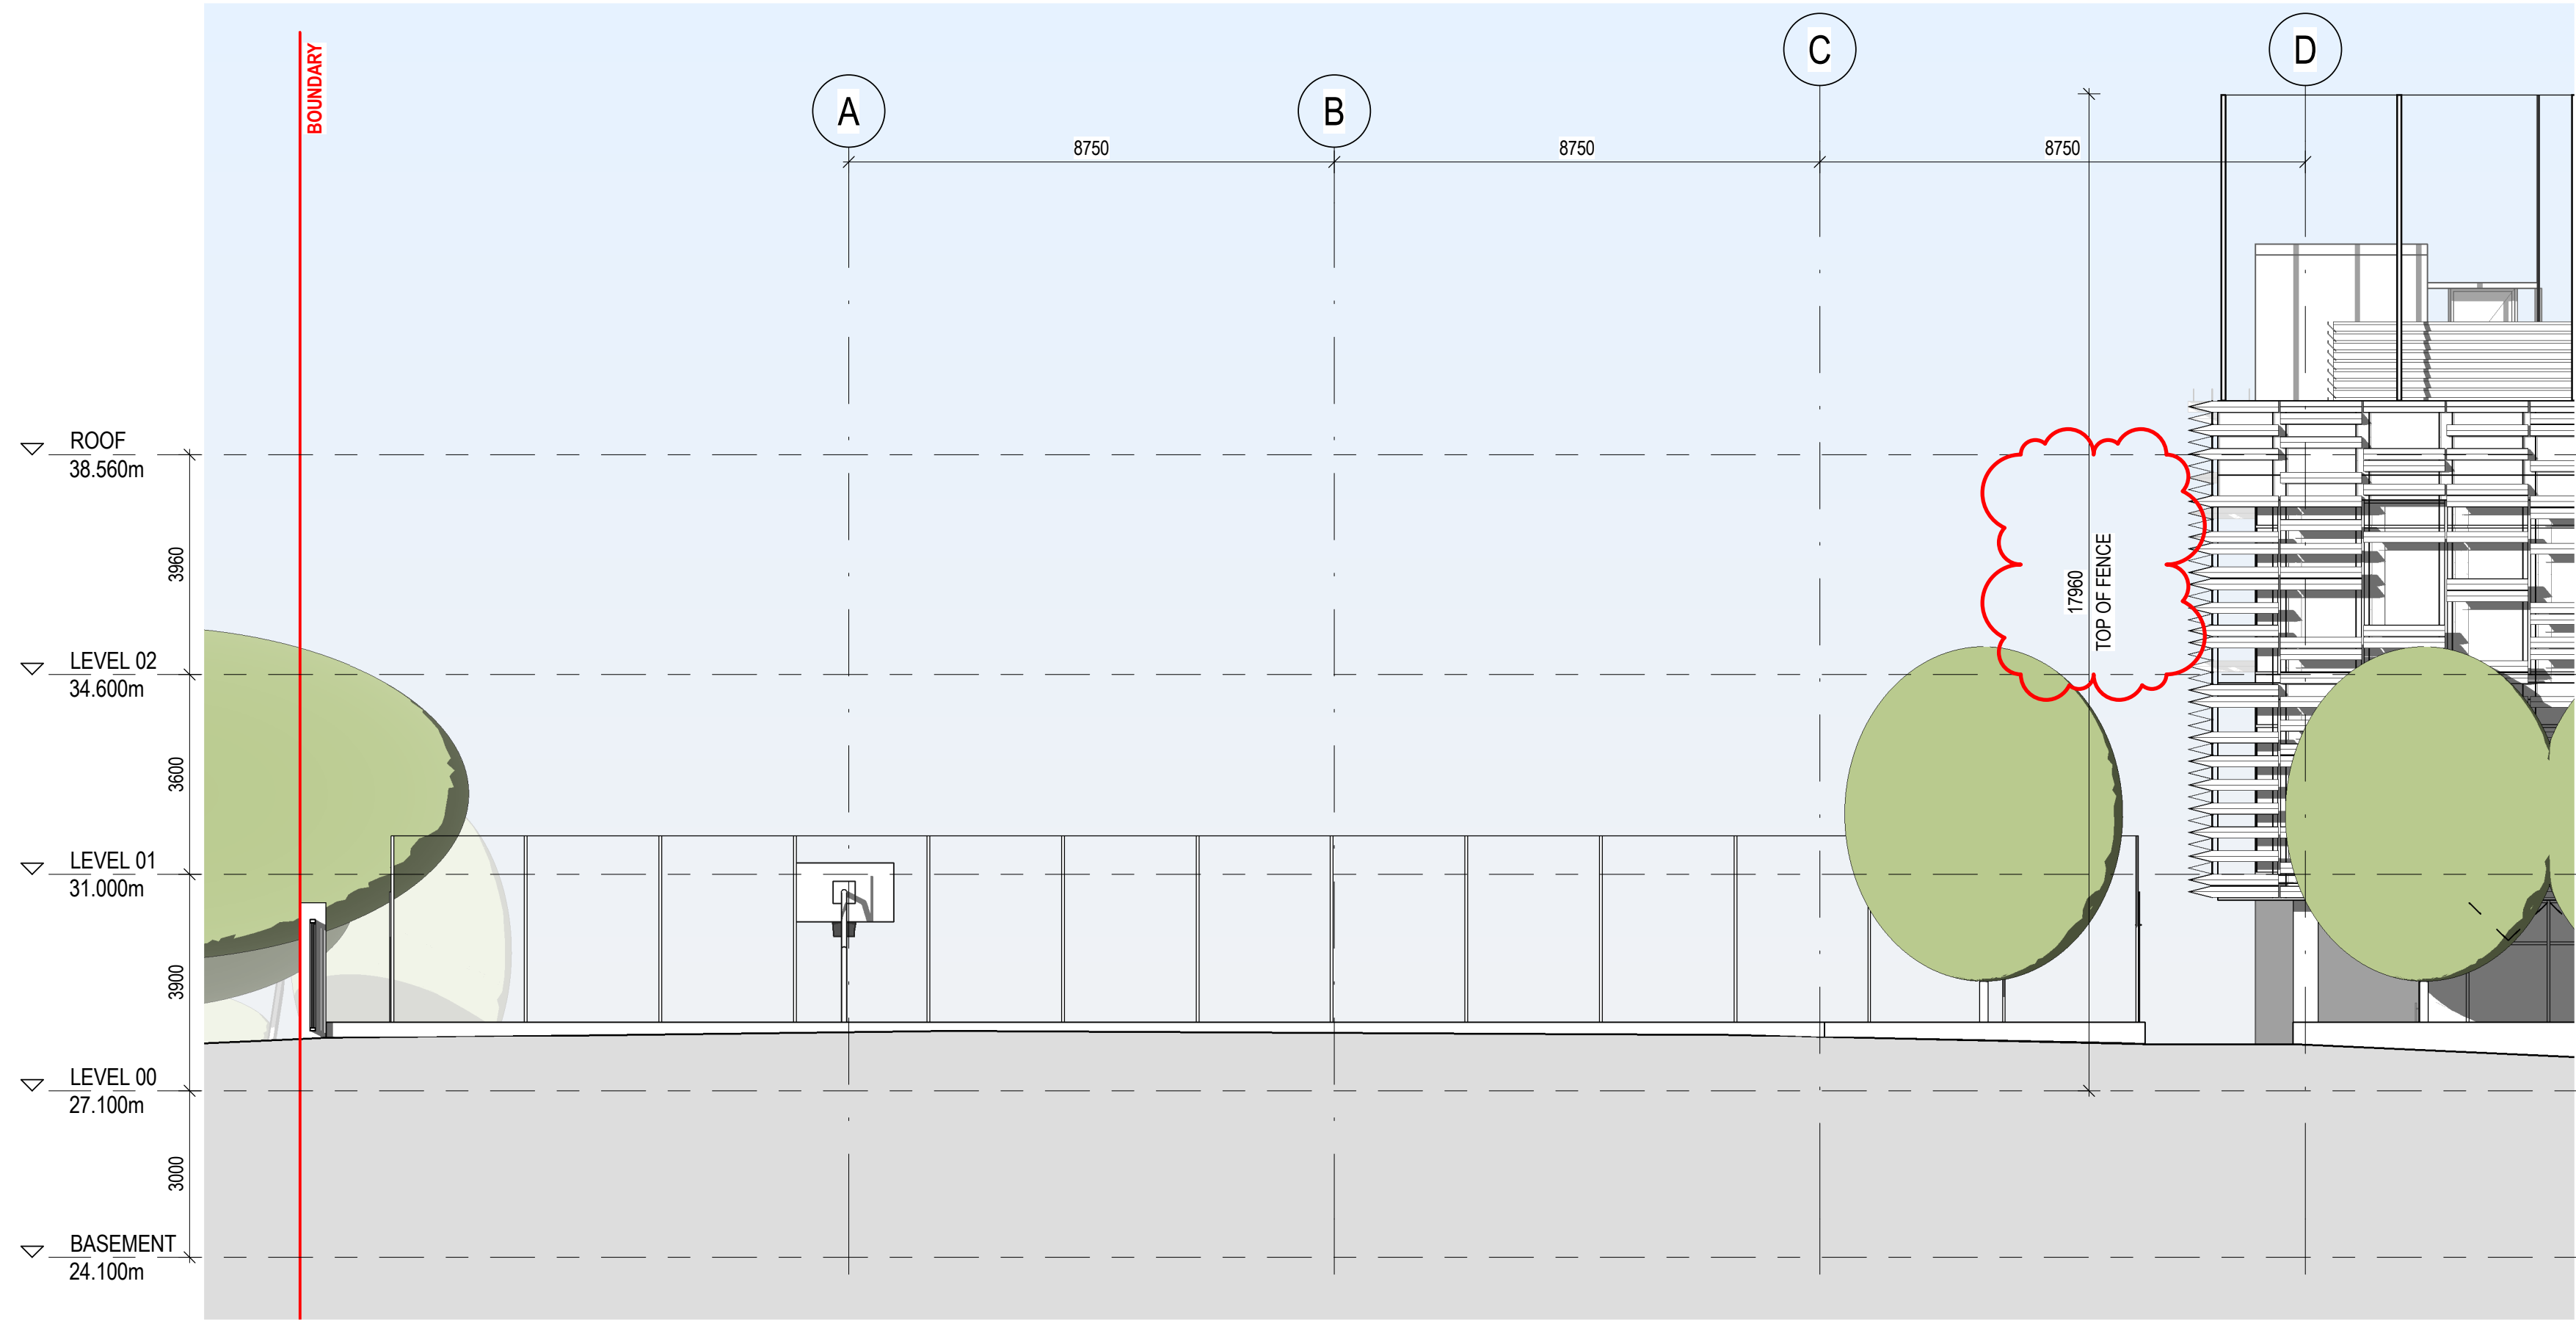 BOUNDARY
A
B
C
D
8750
8750
8750
ROOF
38.560m
3960
17960
TOP OF FENCE
LEVEL 02
34.600m
3600
LEVEL 01
31.000m
3900
LEVEL 00
27.100m
3000
BASEMENT
24.100m